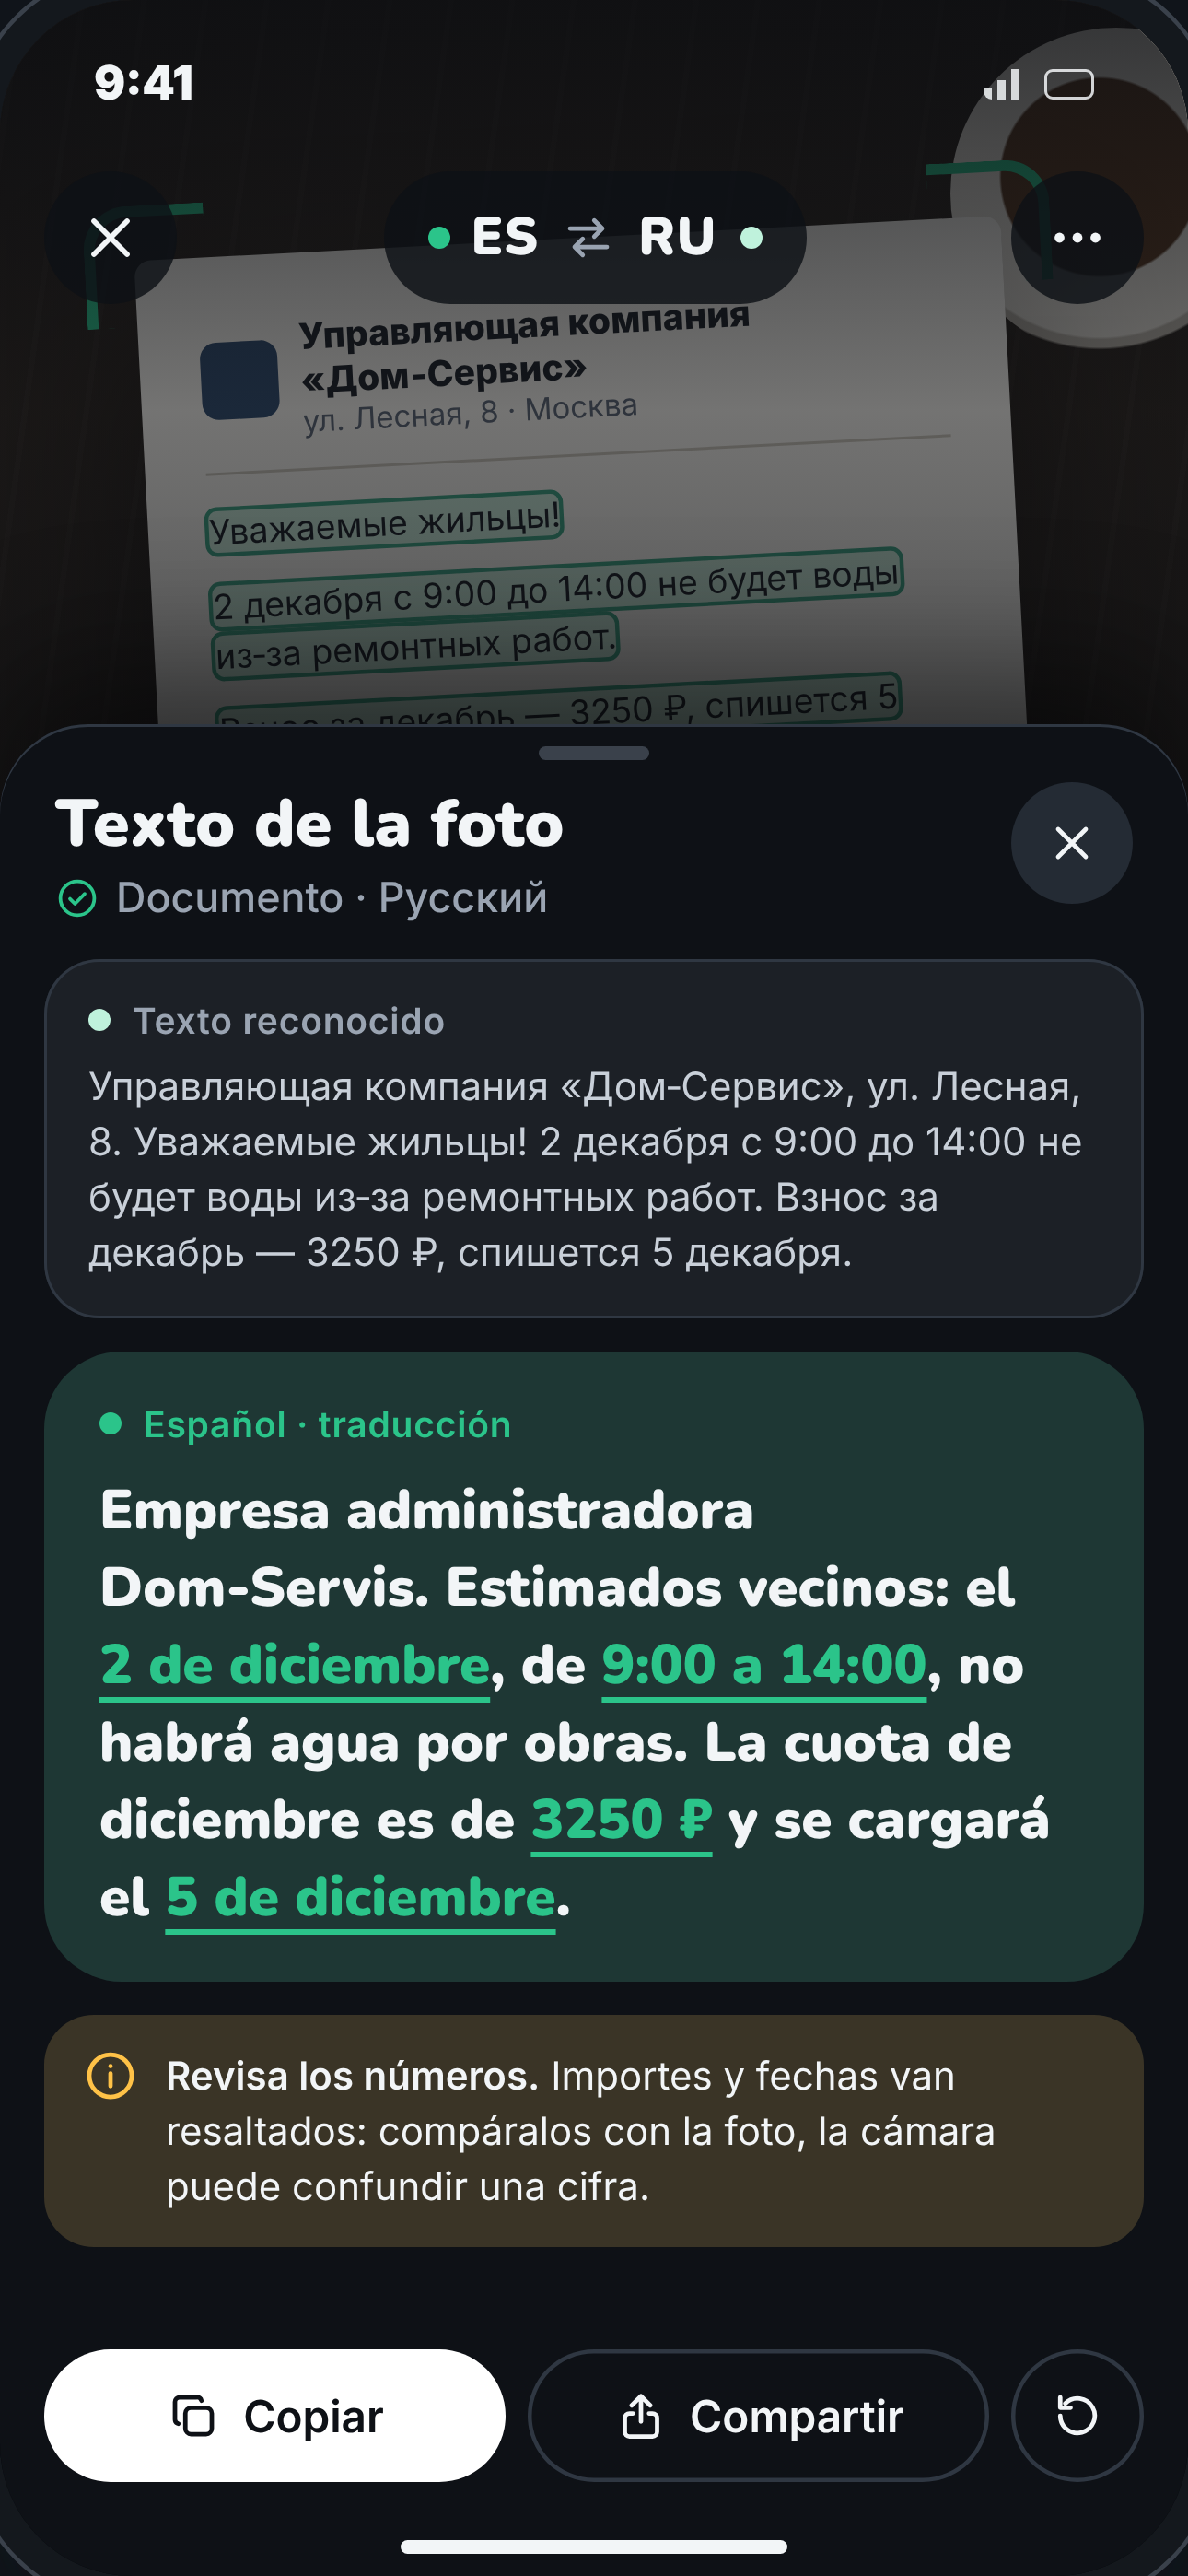 9:41
ES RU
Управляющая компания
«Дом-Сервис»
ул. Лесная, 8 · Москва
Уважаемые жильцы!
2 декабря с 9:00 до 14:00 не будет воды
из-за ремонтных работ.
Взнос за декабрь — 3250 ₽, спишется 5
Texto de la foto
Documento · Русский
Texto reconocido
Управляющая компания «Дом-Сервис», ул. Лесная,
8. Уважаемые жильцы! 2 декабря с 9:00 до 14:00 не
будет воды из-за ремонтных работ. Взнос за
декабрь — 3250 ₽, спишется 5 декабря.
Español · traducción
Empresa administradora
Dom-Servis. Estimados vecinos: el
2 de diciembre, de 9:00 a 14:00, no
habrá agua por obras. La cuota de
diciembre es de 3250 ₽ y se cargará
el 5 de diciembre.
Revisa los números. Importes y fechas van
resaltados: compáralos con la foto, la cámara
puede confundir una cifra.
Copiar
Compartir